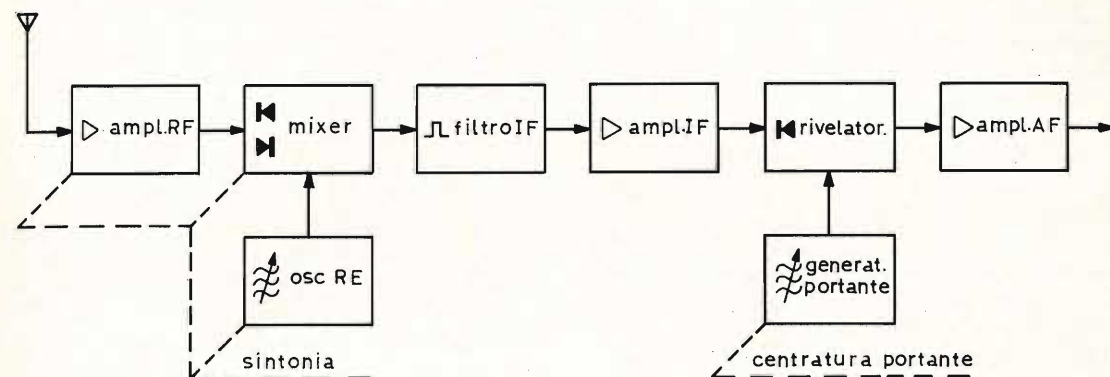 ampl.RF
mixer
filtroIF
ampl.IF
rivelator.
ampl.AF
osc RE
generat.
portante
sintonia
centratura portante